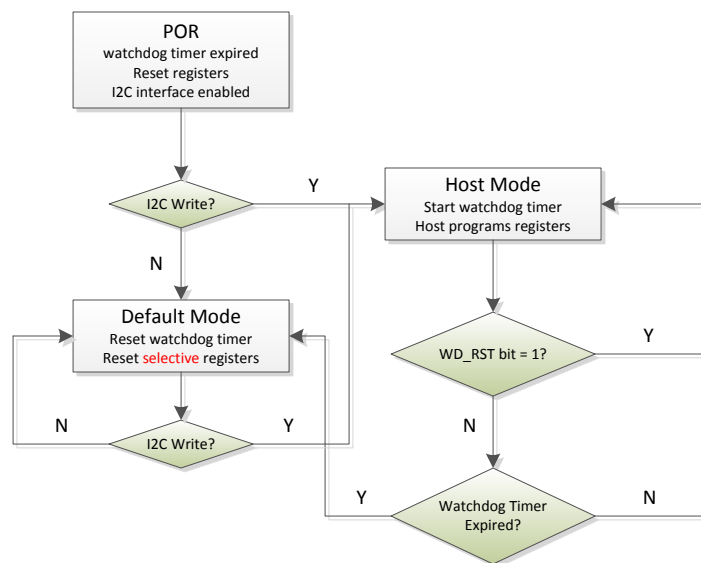 POR
watchdog timer expired
Reset registers
I2C interface enabled
I2C Write?
Y
N
Host Mode
Start watchdog timer
Host programs registers
Default Mode
Reset watchdog timer
Reset selective registers
WD_RST bit = 1?
Y
N
I2C Write?
N
Y
Watchdog Timer
Expired?
Y
N